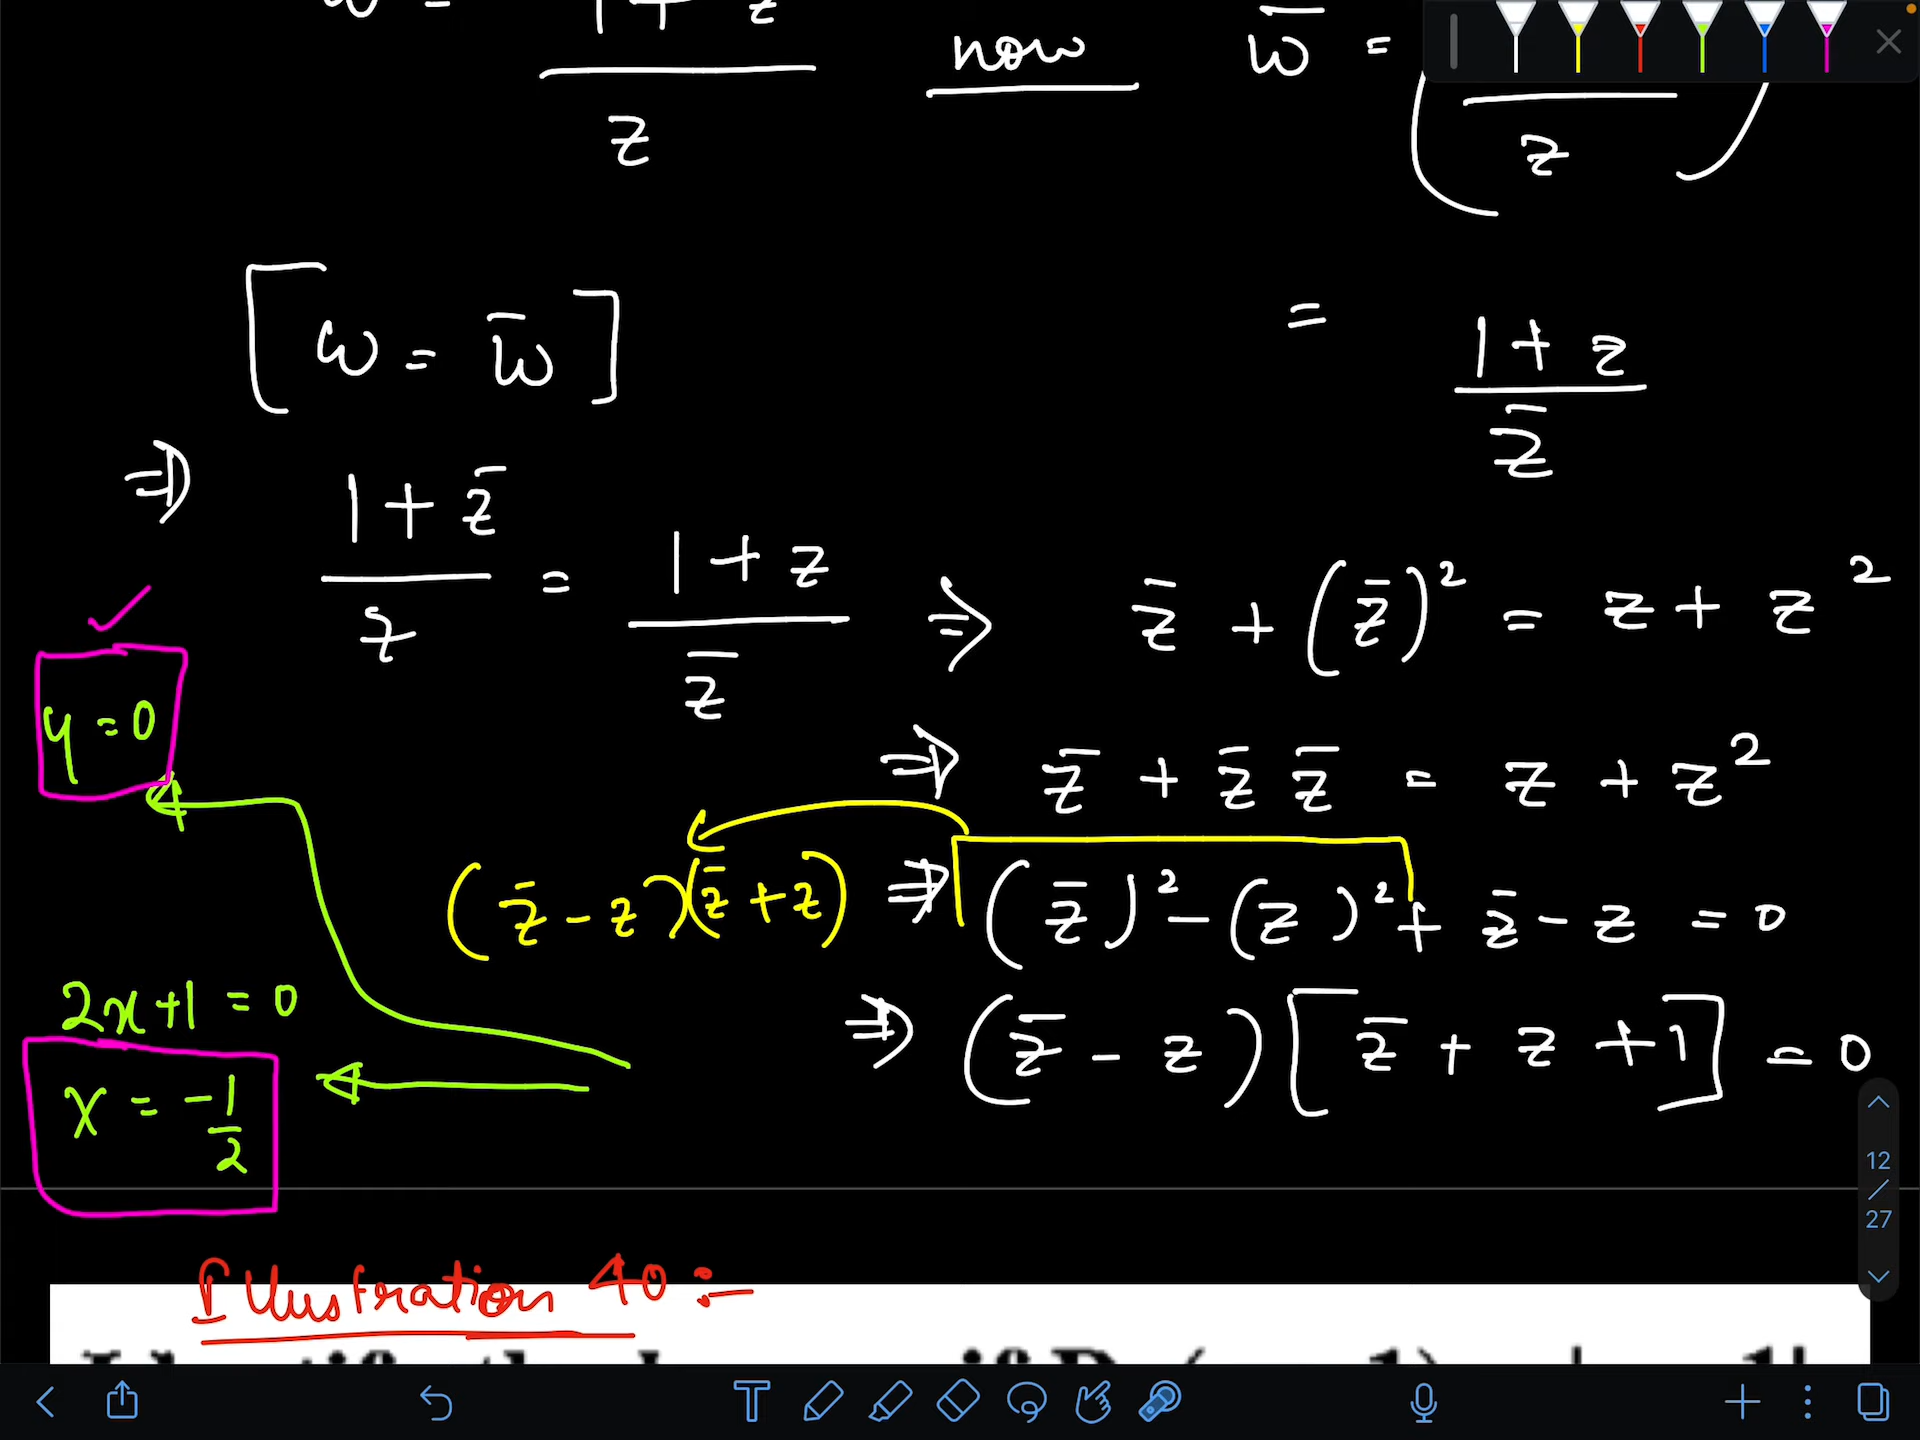 1 + z
now w̄ =
z z
[ w = w̄ ] = 1 + z
z̄
⇒ 1 + z̄ / z = 1 + z / z̄ ⇒ z̄ + (z̄)² = z + z²
y = 0
⇒ z̄ + z̄ z̄ = z + z²
(z̄ - z)(z̄ + z) ⇒ (z̄)² - (z)² + z̄ - z = 0
2x+1 = 0
⇒ (z̄ - z) [ z̄ + z + 1 ] = 0
x = -1/2
12
/
27
Illustration 40 :-
T